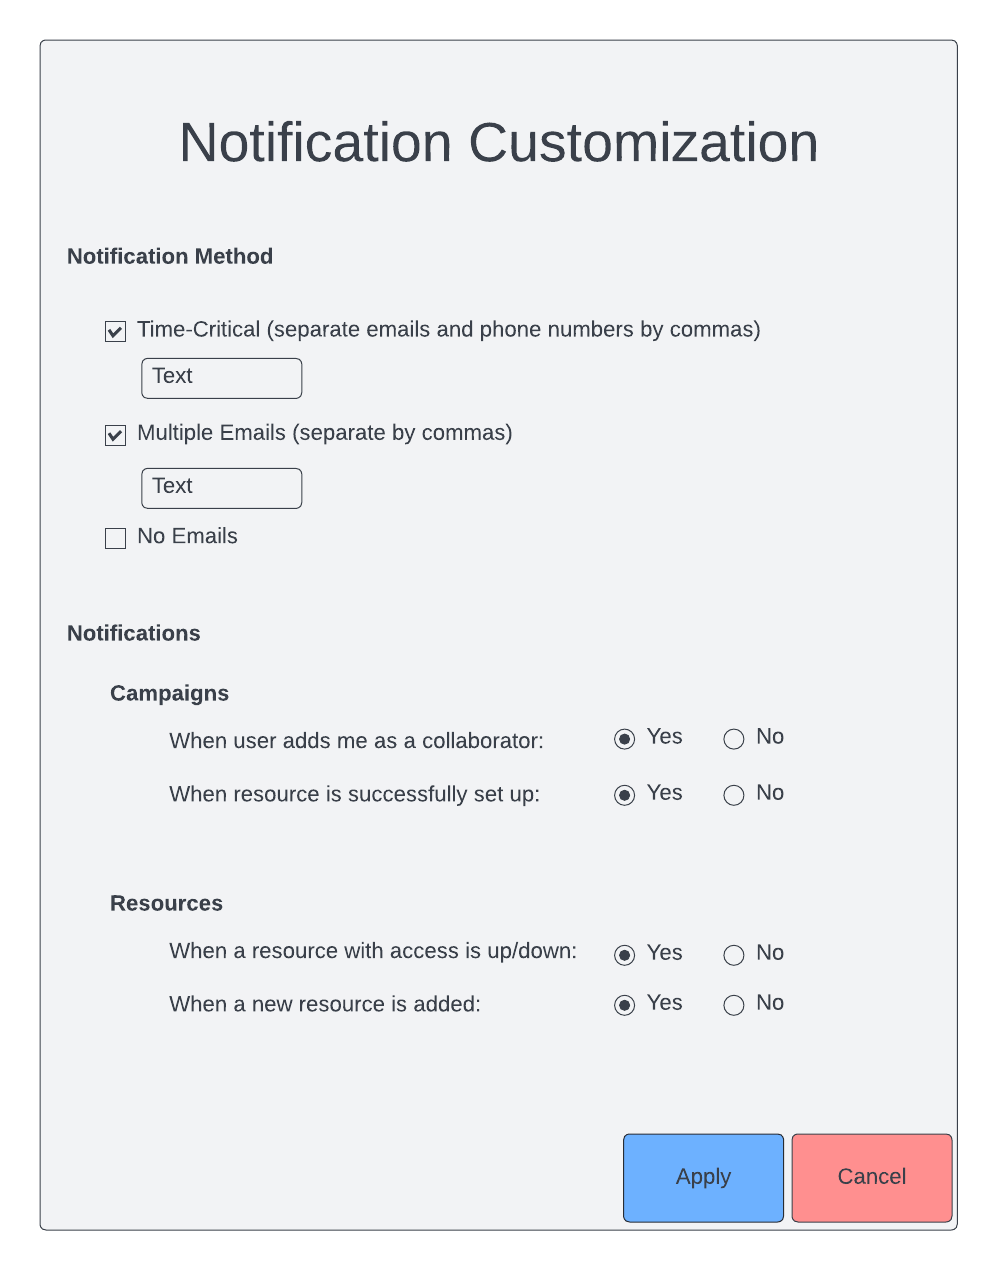 Notification Customization
Notification Method
Time-Critical (separate emails and phone numbers by commas)
Text
Multiple Emails (separate by commas)
Text
No Emails
Notifications
Campaigns
When user adds me as a collaborator: Yes No
When resource is successfully set up: Yes No
Resources
When a resource with access is up/down: Yes No
When a new resource is added: Yes No
Apply Cancel